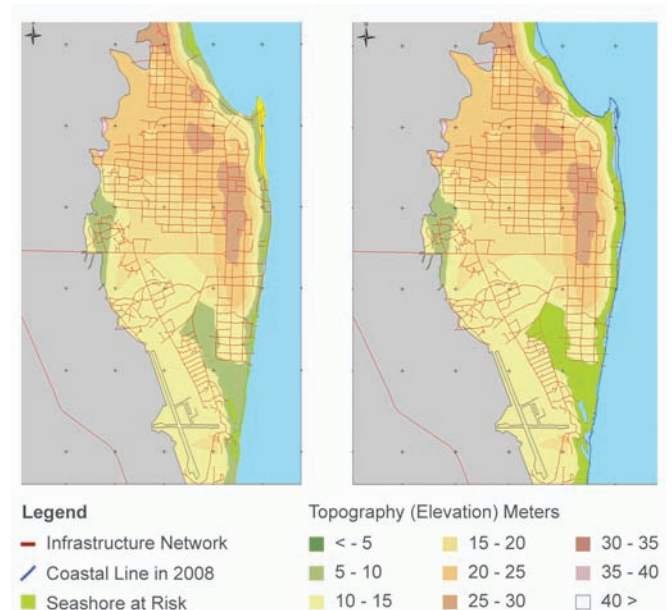 Legend
Infrastructure Network
Coastal Line in 2008
Seashore at Risk
Topography (Elevation) Meters
< - 5
5 - 10
10 - 15
15 - 20
20 - 25
25 - 30
30 - 35
35 - 40
40 >